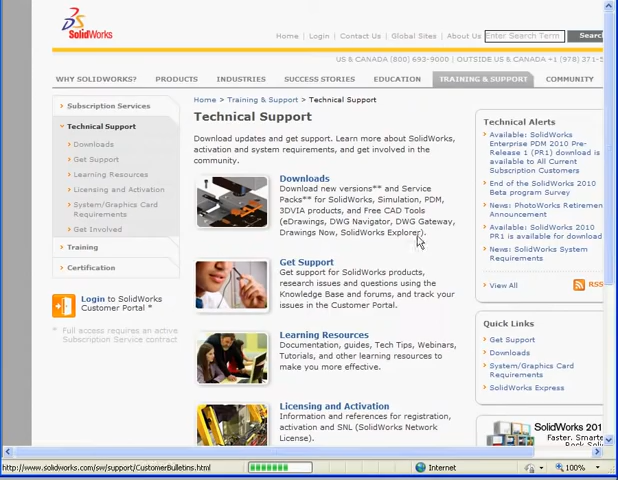 SolidWorks
Home | Login | Contact Us | Global Sites | About Us
Enter Search Term
US & CANADA (800) 693-9000 | OUTSIDE US & CANADA +1 (978) 371-5
WHY SOLIDWORKS? PRODUCTS INDUSTRIES SUCCESS STORIES EDUCATION TRAINING & SUPPORT COMMUNITY
Subscription Services
Technical Support
Downloads
Get Support
Learning Resources
Licensing and Activation
System/Graphics Card
Requirements
Get Involved
Training
Certification
Login to SolidWorks
Customer Portal *
* Full access requires an active
Subscription Service contract
Home > Training & Support > Technical Support
Technical Support
Download updates and get support. Learn more about SolidWorks,
activation and system requirements, and get involved in the
community.
Downloads
Download new versions** and Service
Packs** for SolidWorks, Simulation, PDM,
3DVIA products, and Free CAD Tools
(eDrawings, DWG Navigator, DWG Gateway,
Drawings Now, SolidWorks Explorer).
Get Support
Get support for SolidWorks products,
research issues and questions using the
Knowledge Base and forums, and track your
issues in the Customer Portal.
Learning Resources
Documentation, guides, Tech Tips, Webinars,
Tutorials, and other learning resources to
make you more effective.
Licensing and Activation
Information and references for registration,
activation and SNL (SolidWorks Network
License).
Technical Alerts
Available: SolidWorks
Enterprise PDM 2010 Pre-
Release 1 (PR1) download is
available to All Current
Subscription Customers
End of the SolidWorks 2010
Beta program Survey
News: PhotoWorks Retirement
Announcement
Available: SolidWorks 2010
PR1 is available for download
News: SolidWorks System
Requirements
View All
RSS
Quick Links
Get Support
Downloads
System/Graphics Card
Requirements
SolidWorks Express
SolidWorks 201
Faster. Smarter
http://www.solidworks.com/sw/support/CustomerBulletins.html
Internet
100%